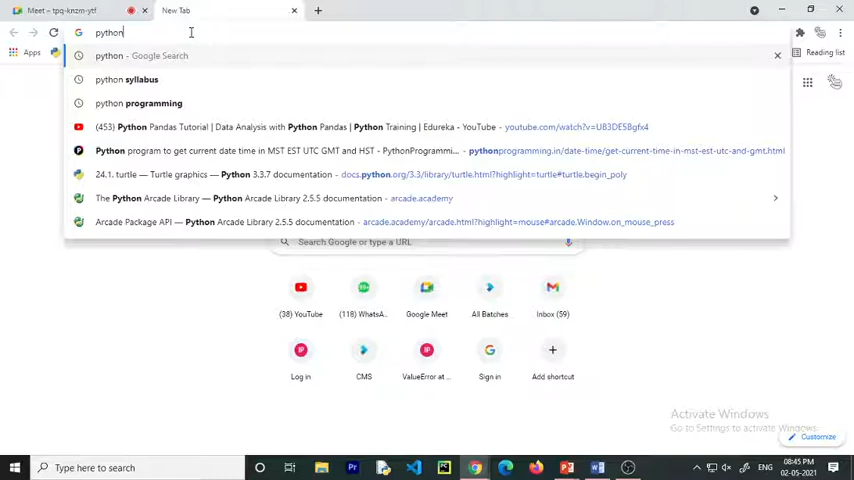 Meet – tpq-knzm-ytf
New Tab
python
Apps
Reading list
python - Google Search
python syllabus
python programming
(453) Python Pandas Tutorial | Data Analysis with Python Pandas | Python Training | Edureka - YouTube - youtube.com/watch?v=UB3DE5Bgfx4
Python program to get current date time in MST EST UTC GMT and HST - PythonProgrammi... - pythonprogramming.in/date-time/get-current-time-in-mst-est-utc-and-gmt.html
24.1. turtle — Turtle graphics — Python 3.3.7 documentation - docs.python.org/3.3/library/turtle.html?highlight=turtle#turtle.begin_poly
The Python Arcade Library — Python Arcade Library 2.5.5 documentation - arcade.academy
Arcade Package API — Python Arcade Library 2.5.5 documentation - arcade.academy/arcade.html?highlight=mouse#arcade.Window.on_mouse_press
Search Google or type a URL
(38) YouTube
(118) WhatsA...
Google Meet
All Batches
Inbox (59)
Log in
CMS
ValueError at ...
Sign in
Add shortcut
Activate Windows
Go to Settings to activate Windows.
Customize
Type here to search
ENG
08:45 PM
02-05-2021